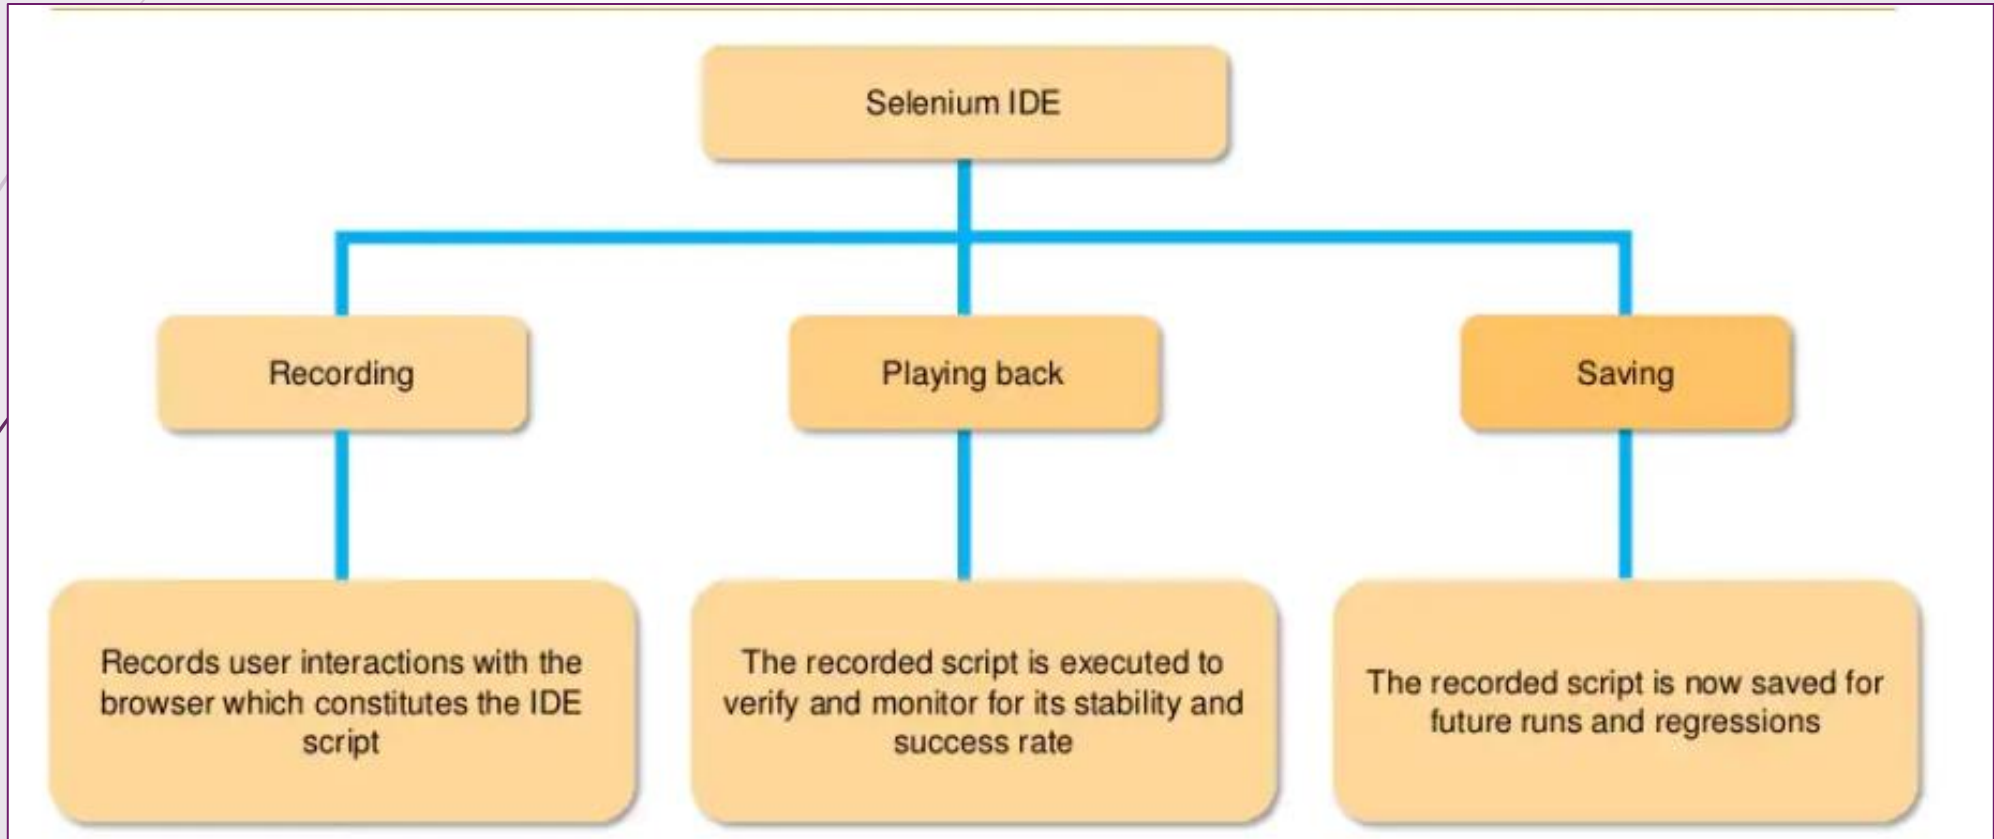 Selenium IDE
Recording
Playing back
Saving
Records user interactions with the
browser which constitutes the IDE
script
The recorded script is executed to
verify and monitor for its stability and
success rate
The recorded script is now saved for
future runs and regressions